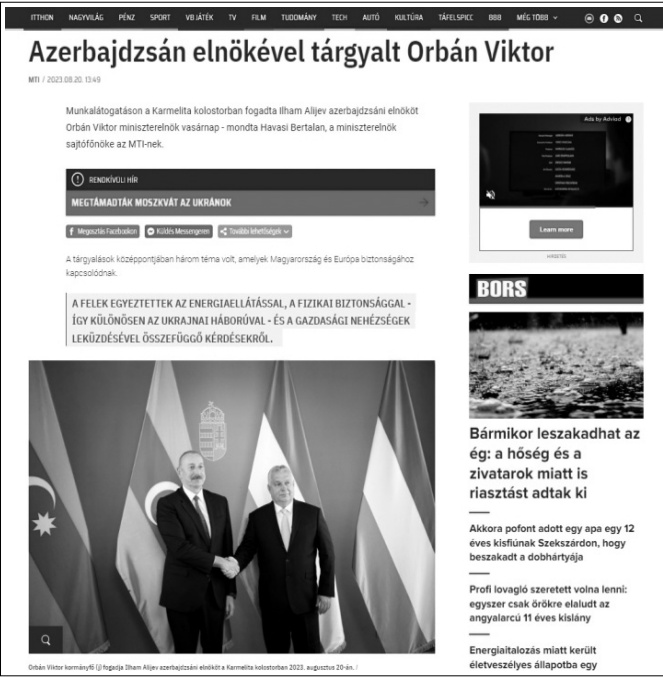 ITTHON NAGYVILÁG PÉNZ SPORT VB JÁTÉK TV FILM TUDOMÁNY TECH AUTÓ KULTÚRA TÁFELSPICC 888 MÉG TÖBB
Azerbajdzsán elnökével tárgyalt Orbán Viktor
MTI / 2023.08.20. 13:49
Munkalátogatáson a Karmelita kolostorban fogadta Ilham Alijev azerbajdzsáni elnököt
Orbán Viktor miniszterelnök vasárnap - mondta Havasi Bertalan, a miniszterelnök
sajtófőnöke az MTI-nek.
RENDKÍVÜLI HÍR
MEGTÁMADTÁK MOSZKVÁT AZ UKRÁNOK
Megosztás Facebookon Küldés Messengeren További lehetőségek
A tárgyalások középpontjában három téma volt, amelyek Magyarország és Európa biztonságához
kapcsolódnak.
A FELEK EGYEZTETTEK AZ ENERGIAELLÁTÁSSAL, A FIZIKAI BIZTONSÁGGAL -
ÍGY KÜLÖNÖSEN AZ UKRAJNAI HÁBORÚVAL - ÉS A GAZDASÁGI NEHÉZSÉGEK
LEKÜZDÉSÉVEL ÖSSZEFÜGGŐ KÉRDÉSEKRŐL.
Orbán Viktor kormányfő (j) fogadja Ilham Alijev azerbajdzsáni elnököt a Karmelita kolostorban 2023. augusztus 20-án. /
Ads by Adviad
Learn more
HIRDETÉS
BORS
Bármikor leszakadhat az
ég: a hőség és a
zivatarok miatt is
riasztást adtak ki
Akkora pofont adott egy apa egy 12
éves kisfiúnak Szekszárdon, hogy
beszakadt a dobhártyája
Profi lovagló szeretett volna lenni:
egyszer csak örökre elaludt az
angyalarcú 11 éves kislány
Energiaitalozás miatt került
életveszélyes állapotba egy